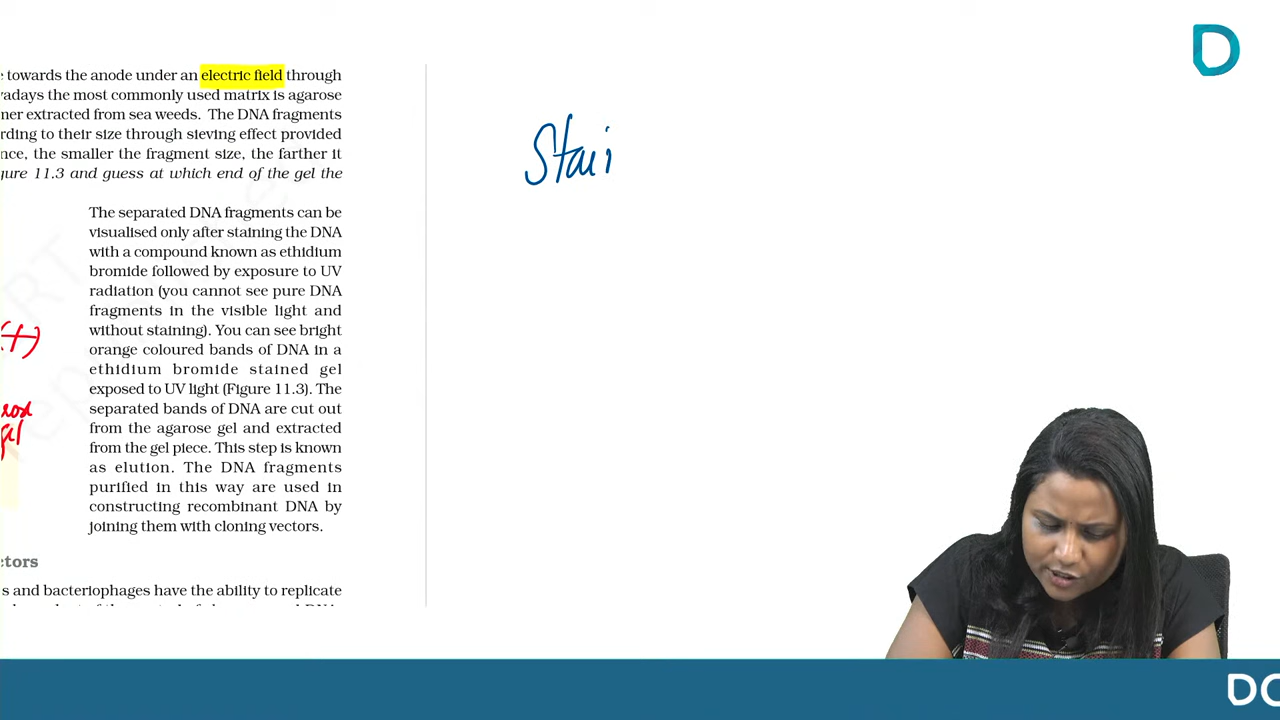 D
e towards the anode under an electric field through
vadays the most commonly used matrix is agarose
ner extracted from sea weeds. The DNA fragments
rding to their size through sieving effect provided
nce, the smaller the fragment size, the farther it
gure 11.3 and guess at which end of the gel the
Stai
The separated DNA fragments can be
visualised only after staining the DNA
with a compound known as ethidium
bromide followed by exposure to UV
radiation (you cannot see pure DNA
fragments in the visible light and
without staining). You can see bright
orange coloured bands of DNA in a
ethidium bromide stained gel
exposed to UV light (Figure 11.3). The
separated bands of DNA are cut out
from the agarose gel and extracted
from the gel piece. This step is known
as elution. The DNA fragments
purified in this way are used in
constructing recombinant DNA by
joining them with cloning vectors.
(+)
rose
gel
ctors
s and bacteriophages have the ability to replicate
DO